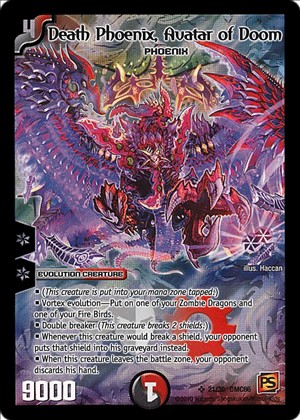 4
Death Phoenix, Avatar of Doom
PHOENIX
illus. Haccan
EVOLUTION CREATURE
(This creature is put into your mana zone tapped.)
Vortex evolution—Put on one of your Zombie Dragons and
one of your Fire Birds.
Double breaker (This creature breaks 2 shields.)
Whenever this creature would break a shield, your opponent
puts that shield into his graveyard instead.
When this creature leaves the battle zone, your opponent
discards his hand.
9000
1
PS